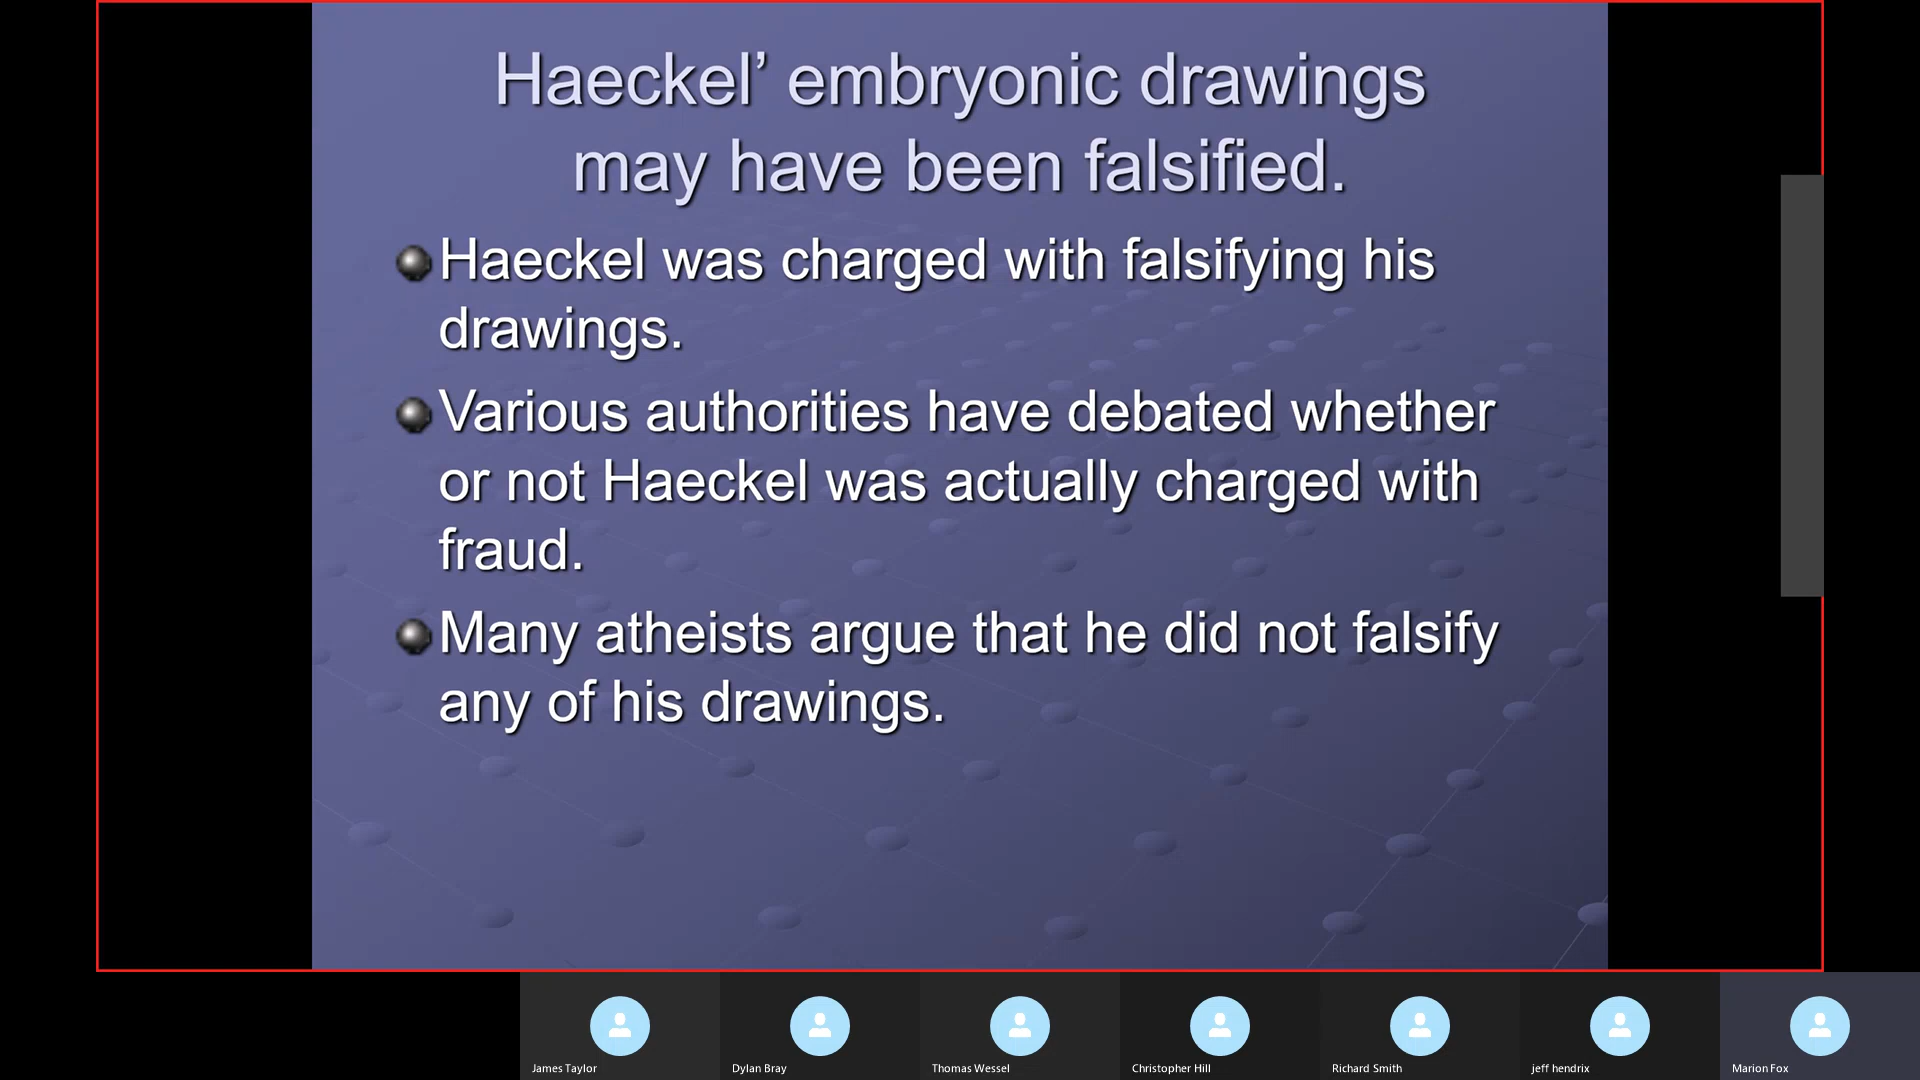 Haeckel’ embryonic drawings
may have been falsified.
Haeckel was charged with falsifying his
drawings.
Various authorities have debated whether
or not Haeckel was actually charged with
fraud.
Many atheists argue that he did not falsify
any of his drawings.
James Taylor
Dylan Bray
Thomas Wessel
Christopher Hill
Richard Smith
jeff hendrix
Marion Fox